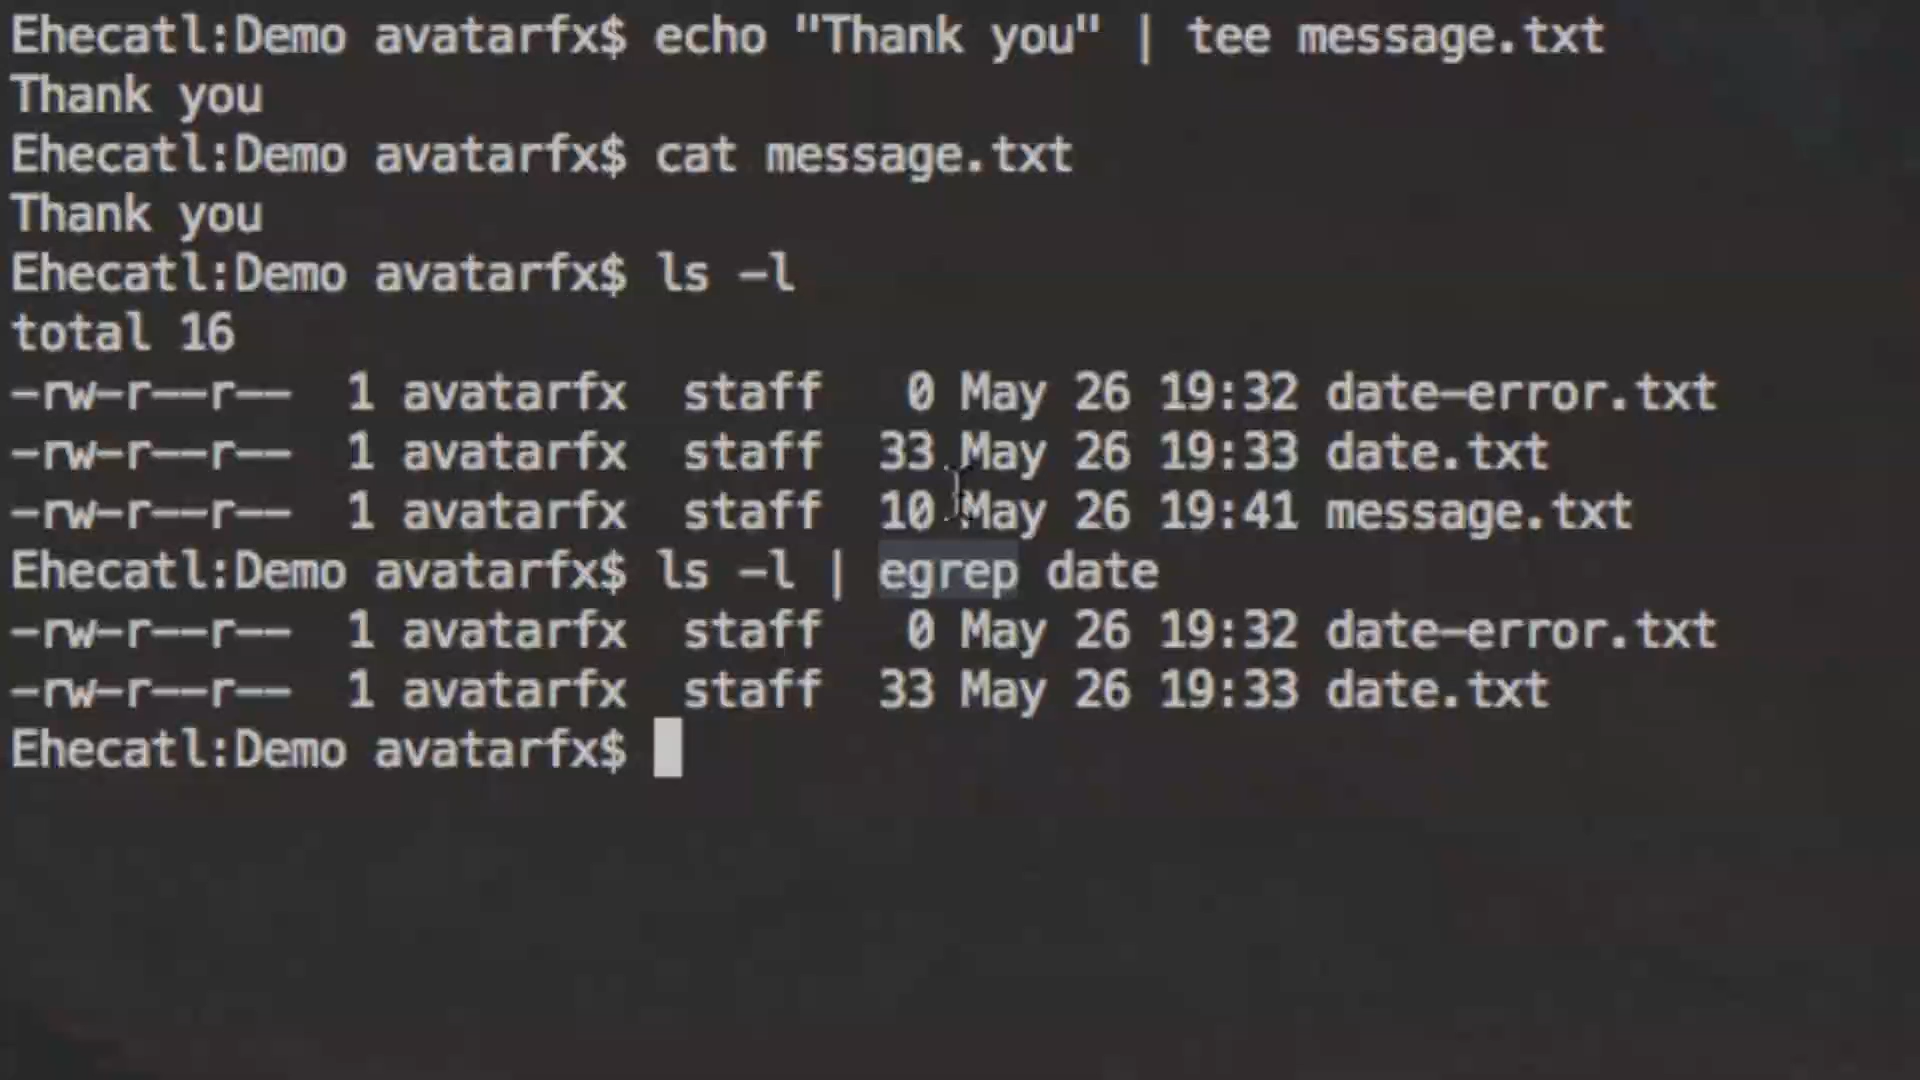 Ehecatl:Demo avatarfx$ echo "Thank you" | tee message.txt
Thank you
Ehecatl:Demo avatarfx$ cat message.txt
Thank you
Ehecatl:Demo avatarfx$ ls -l
total 16
-rw-r--r--  1 avatarfx  staff   0 May 26 19:32 date-error.txt
-rw-r--r--  1 avatarfx  staff  33 May 26 19:33 date.txt
-rw-r--r--  1 avatarfx  staff  10 May 26 19:41 message.txt
Ehecatl:Demo avatarfx$ ls -l | egrep date
-rw-r--r--  1 avatarfx  staff   0 May 26 19:32 date-error.txt
-rw-r--r--  1 avatarfx  staff  33 May 26 19:33 date.txt
Ehecatl:Demo avatarfx$